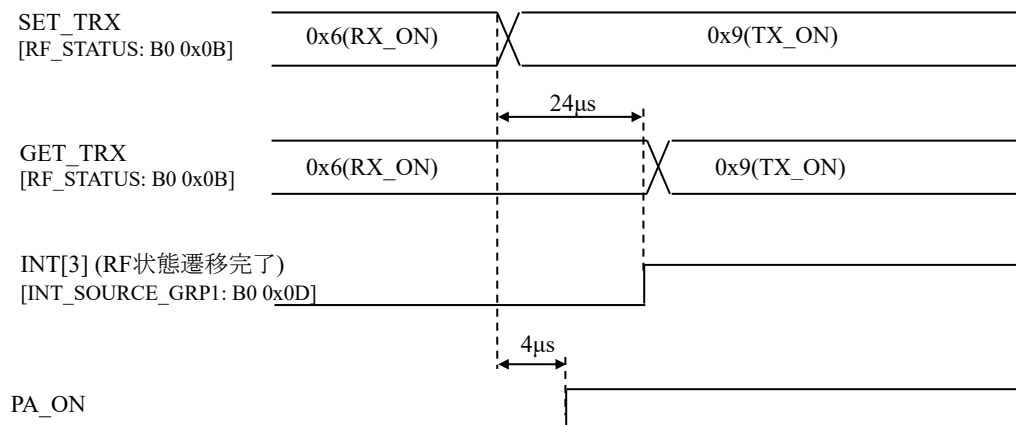 SET_TRX
[RF_STATUS: B0 0x0B]
0x6(RX_ON)
0x9(TX_ON)
24μs
GET_TRX
[RF_STATUS: B0 0x0B]
0x6(RX_ON)
0x9(TX_ON)
INT[3] (RF状態遷移完了)
[INT_SOURCE_GRP1: B0 0x0D]
4μs
PA_ON